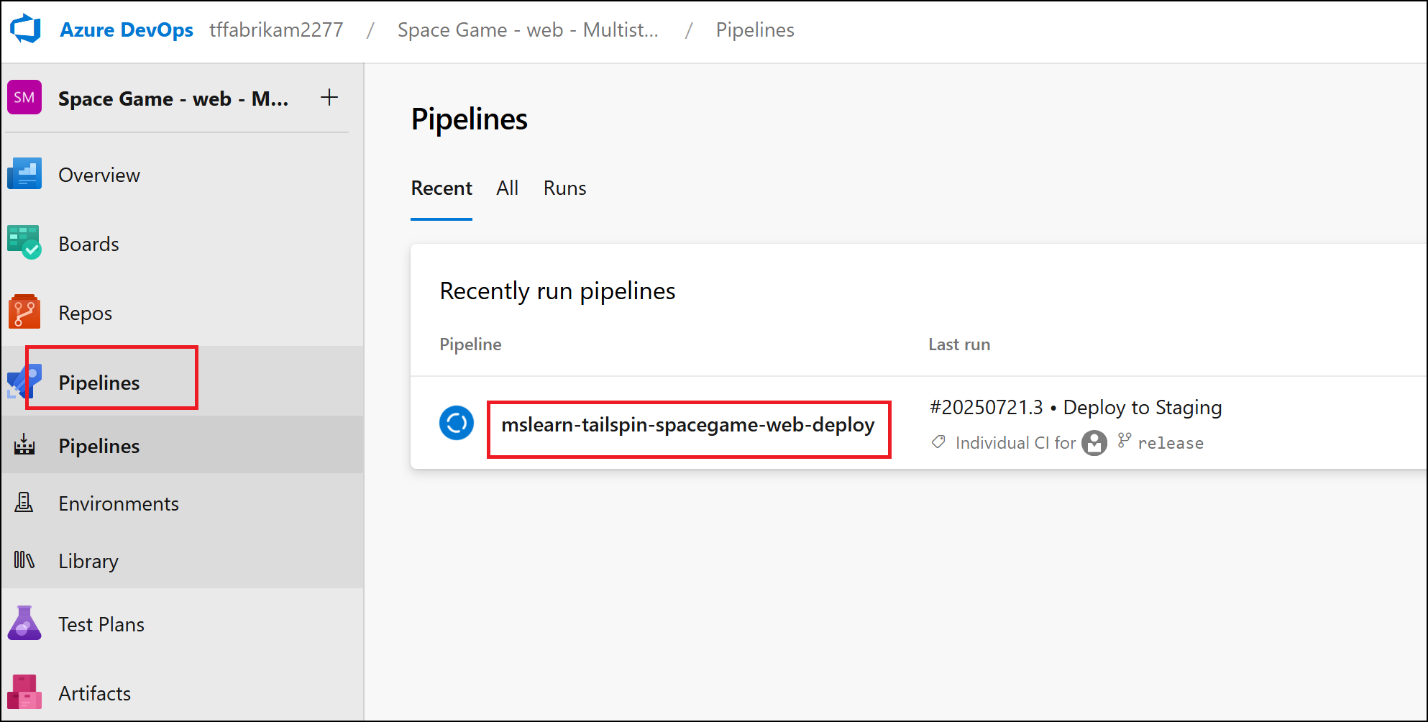 Azure DevOps tffabrikam2277 / Space Game - web - Multist... / Pipelines
SM Space Game - web - M... +
Overview
Boards
Repos
Pipelines
Pipelines
Environments
Library
Test Plans
Artifacts
Pipelines
Recent All Runs
Recently run pipelines
Pipeline Last run
mslearn-tailspin-spacegame-web-deploy
#20250721.3 • Deploy to Staging
Individual CI for release